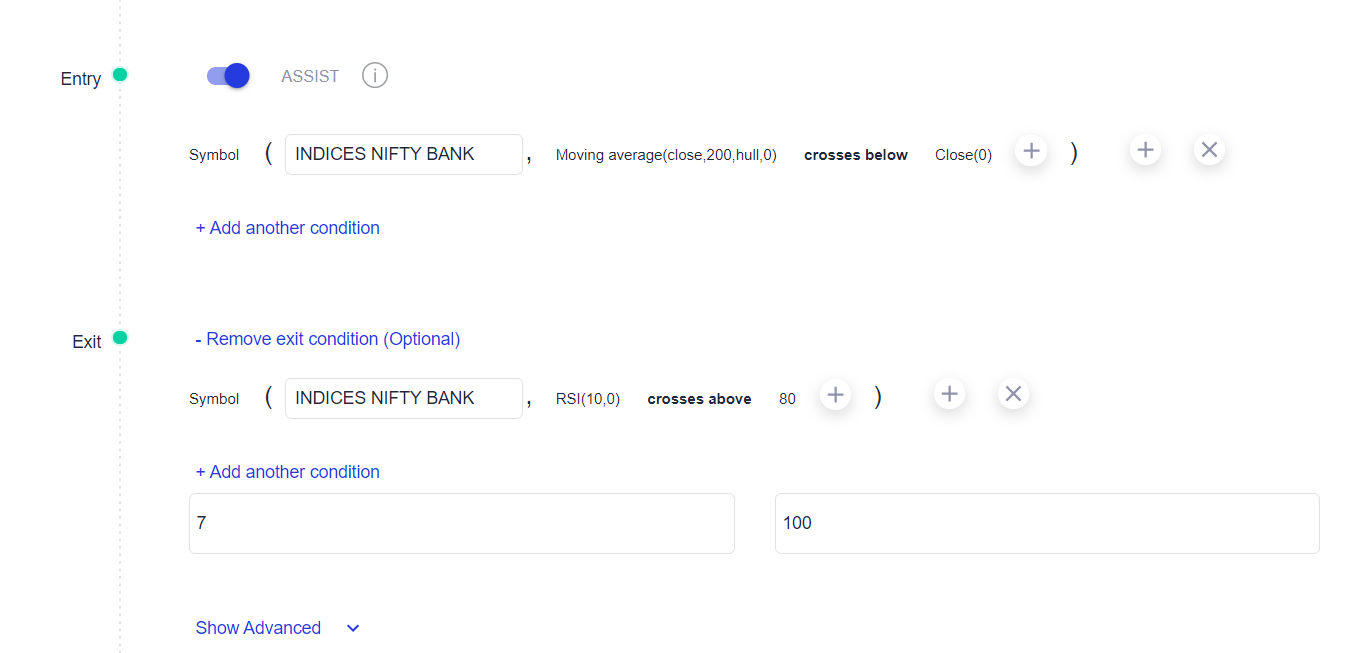 Entry ASSIST i
Symbol ( INDICES NIFTY BANK , Moving average(close,200,hull,0) crosses below Close(0) + ) + ×
+ Add another condition
Exit - Remove exit condition (Optional)
Symbol ( INDICES NIFTY BANK , RSI(10,0) crosses above 80 + ) + ×
+ Add another condition
7 100
Show Advanced